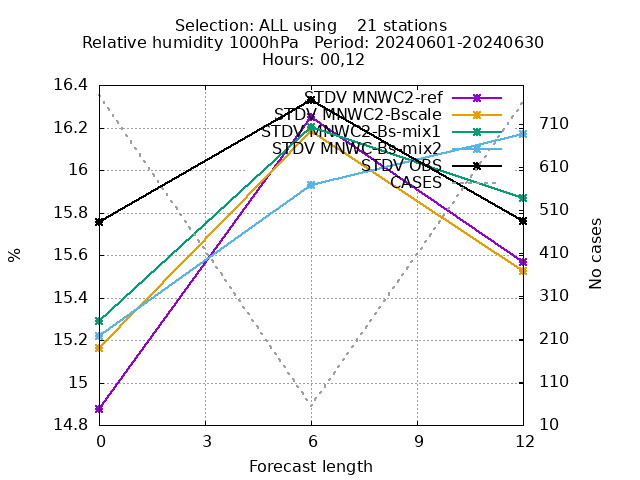 Selection: ALL using    21 stations
Relative humidity 1000hPa   Period: 20240601-20240630
Hours: 00,12
STDV MNWC2-ref
STDV MNWC2-Bscale
STDV MNWC2-Bs-mix1
STDV MNWC-Bs-mix2
STDV OBS
CASES
16.4
16.2
16
15.8
15.6
15.4
15.2
15
14.8
%
710
610
510
410
310
210
110
10
No cases
0 3 6 9 12
Forecast length